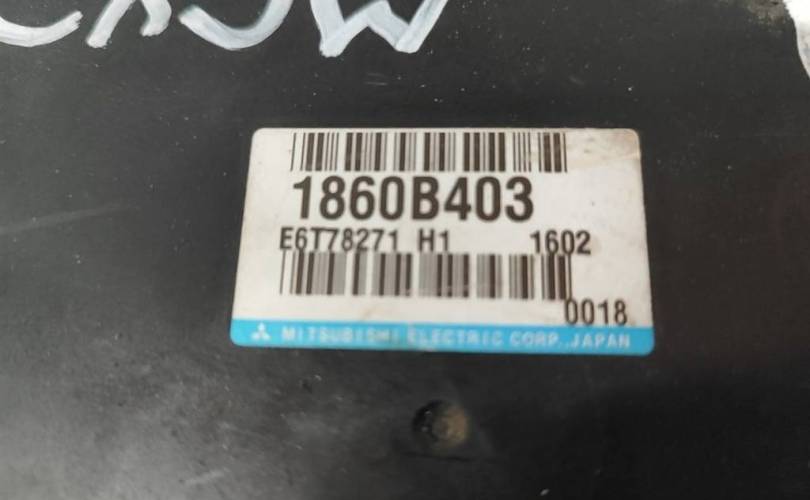 1860B403
E6T78271 H1 1602
0018
MITSUBISHI ELECTRIC CORP. JAPAN